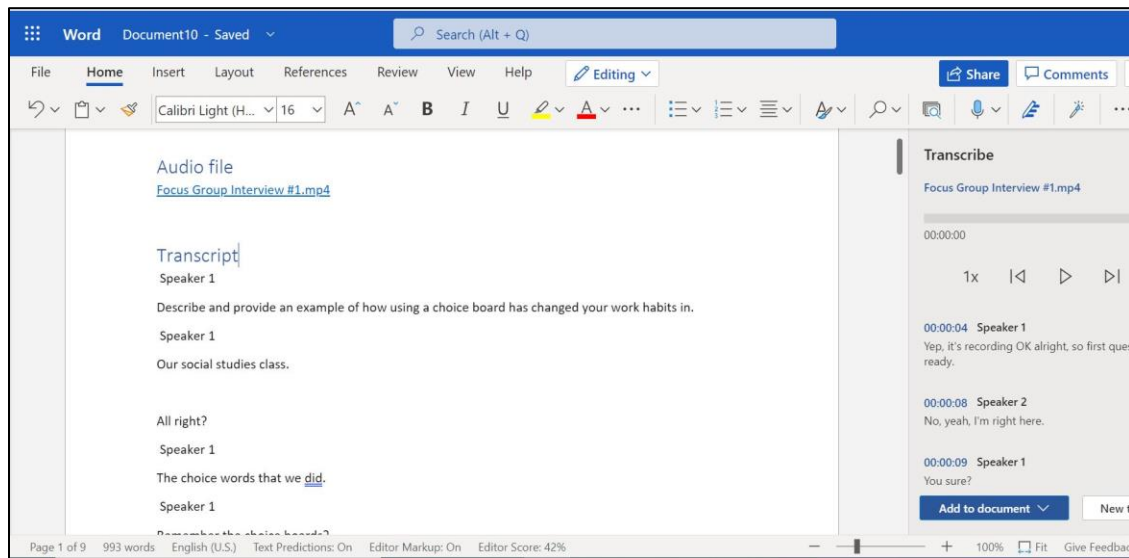 Word Document10 - Saved Search (Alt + Q)
File Home Insert Layout References Review View Help Editing Share Comments
Calibri Light (H... 16 A A B I U A ...
Audio file
Focus Group Interview #1.mp4
Transcript
Speaker 1
Describe and provide an example of how using a choice board has changed your work habits in.
Speaker 1
Our social studies class.
All right?
Speaker 1
The choice words that we did.
Speaker 1
Remember the choice boards?
Transcribe
Focus Group Interview #1.mp4
00:00:00
1x
00:00:04 Speaker 1
Yep, it's recording OK alright, so first
ready.
00:00:08 Speaker 2
No, yeah, I'm right here.
00:00:09 Speaker 1
You sure?
Add to document New
Page 1 of 9 993 words English (U.S.) Text Predictions: On Editor Markup: On Editor Score: 42% 100% Fit Give